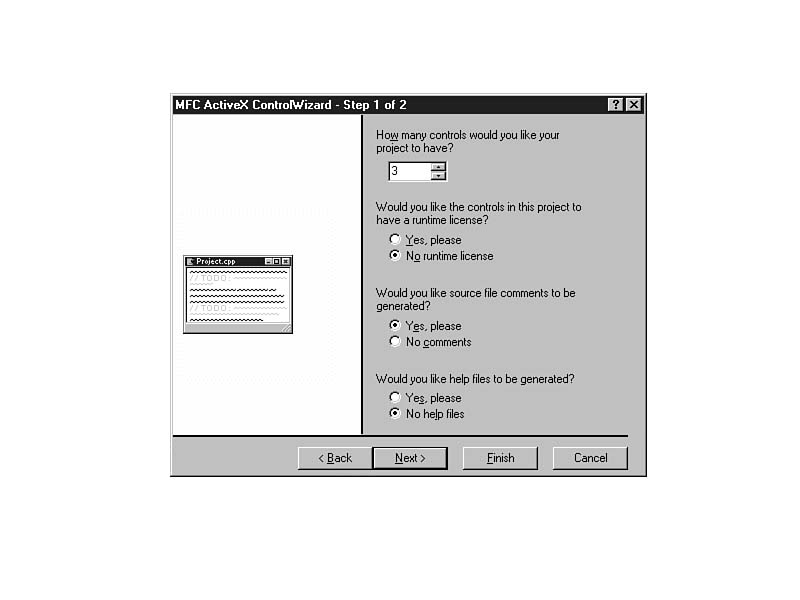 MFC ActiveX ControlWizard - Step 1 of 2
How many controls would you like your
project to have?
3
Would you like the controls in this project to
have a runtime license?
Yes, please
No runtime license
Project.cpp
// TODO:
// TODO:
Would you like source file comments to be
generated?
Yes, please
No comments
Would you like help files to be generated?
Yes, please
No help files
< Back
Next >
Finish
Cancel